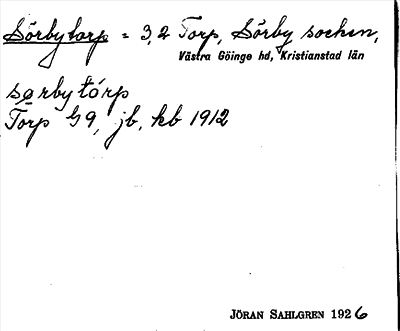 Sörbytorp = 3,2 Torp, Sörby socken,
Västra Göinge hd, Kristianstad län
sørbytórp
Torp G 9, jb, kb 1912
JÖRAN SAHLGREN 1926